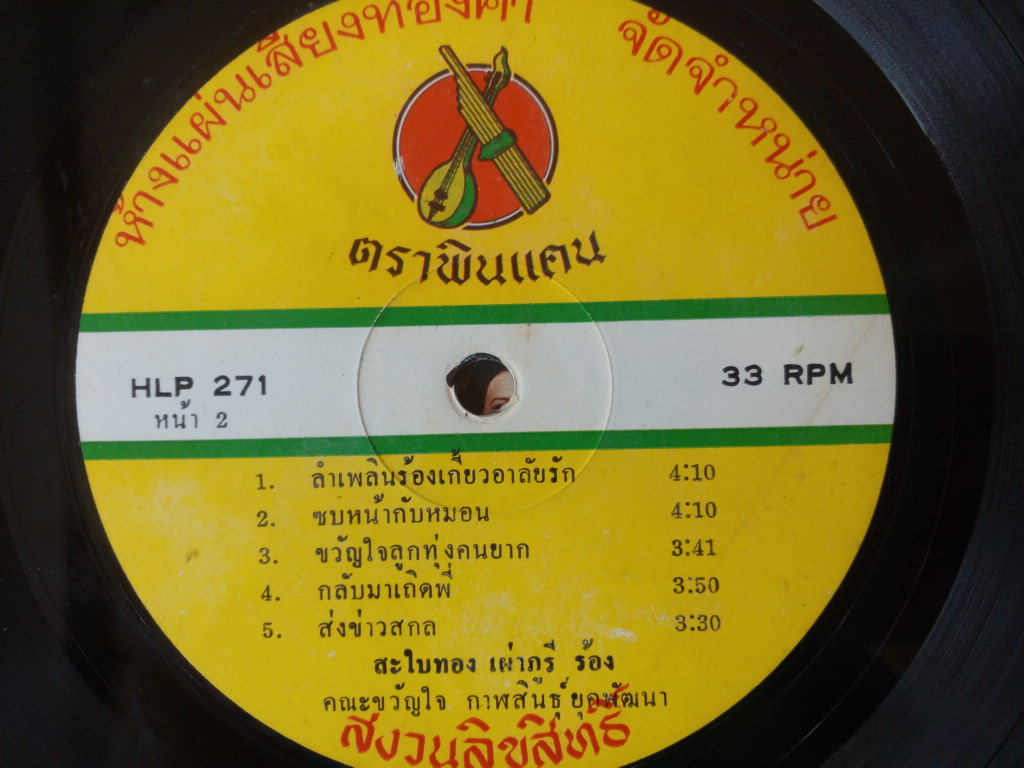 ห้างแผ่นเสียงทองคำ จัดจำหน่าย
ตราพินแคน
HLP 271
หน้า 2
33 RPM
1. ลำเพลินร้องเกี้ยวอาลัยรัก 4:10
2. ซบหน้ากับหมอน 4:10
3. ขวัญใจลูกทุ่งคนยาก 3:41
4. กลับมาเถิดพี่ 3:50
5. ส่งข่าวสกล 3:30
สะใบทอง เผ่าภูรี ร้อง
คณะขวัญใจ กาฬสินธุ์ ยุคพัฒนา
สงวนลิขสิทธิ์